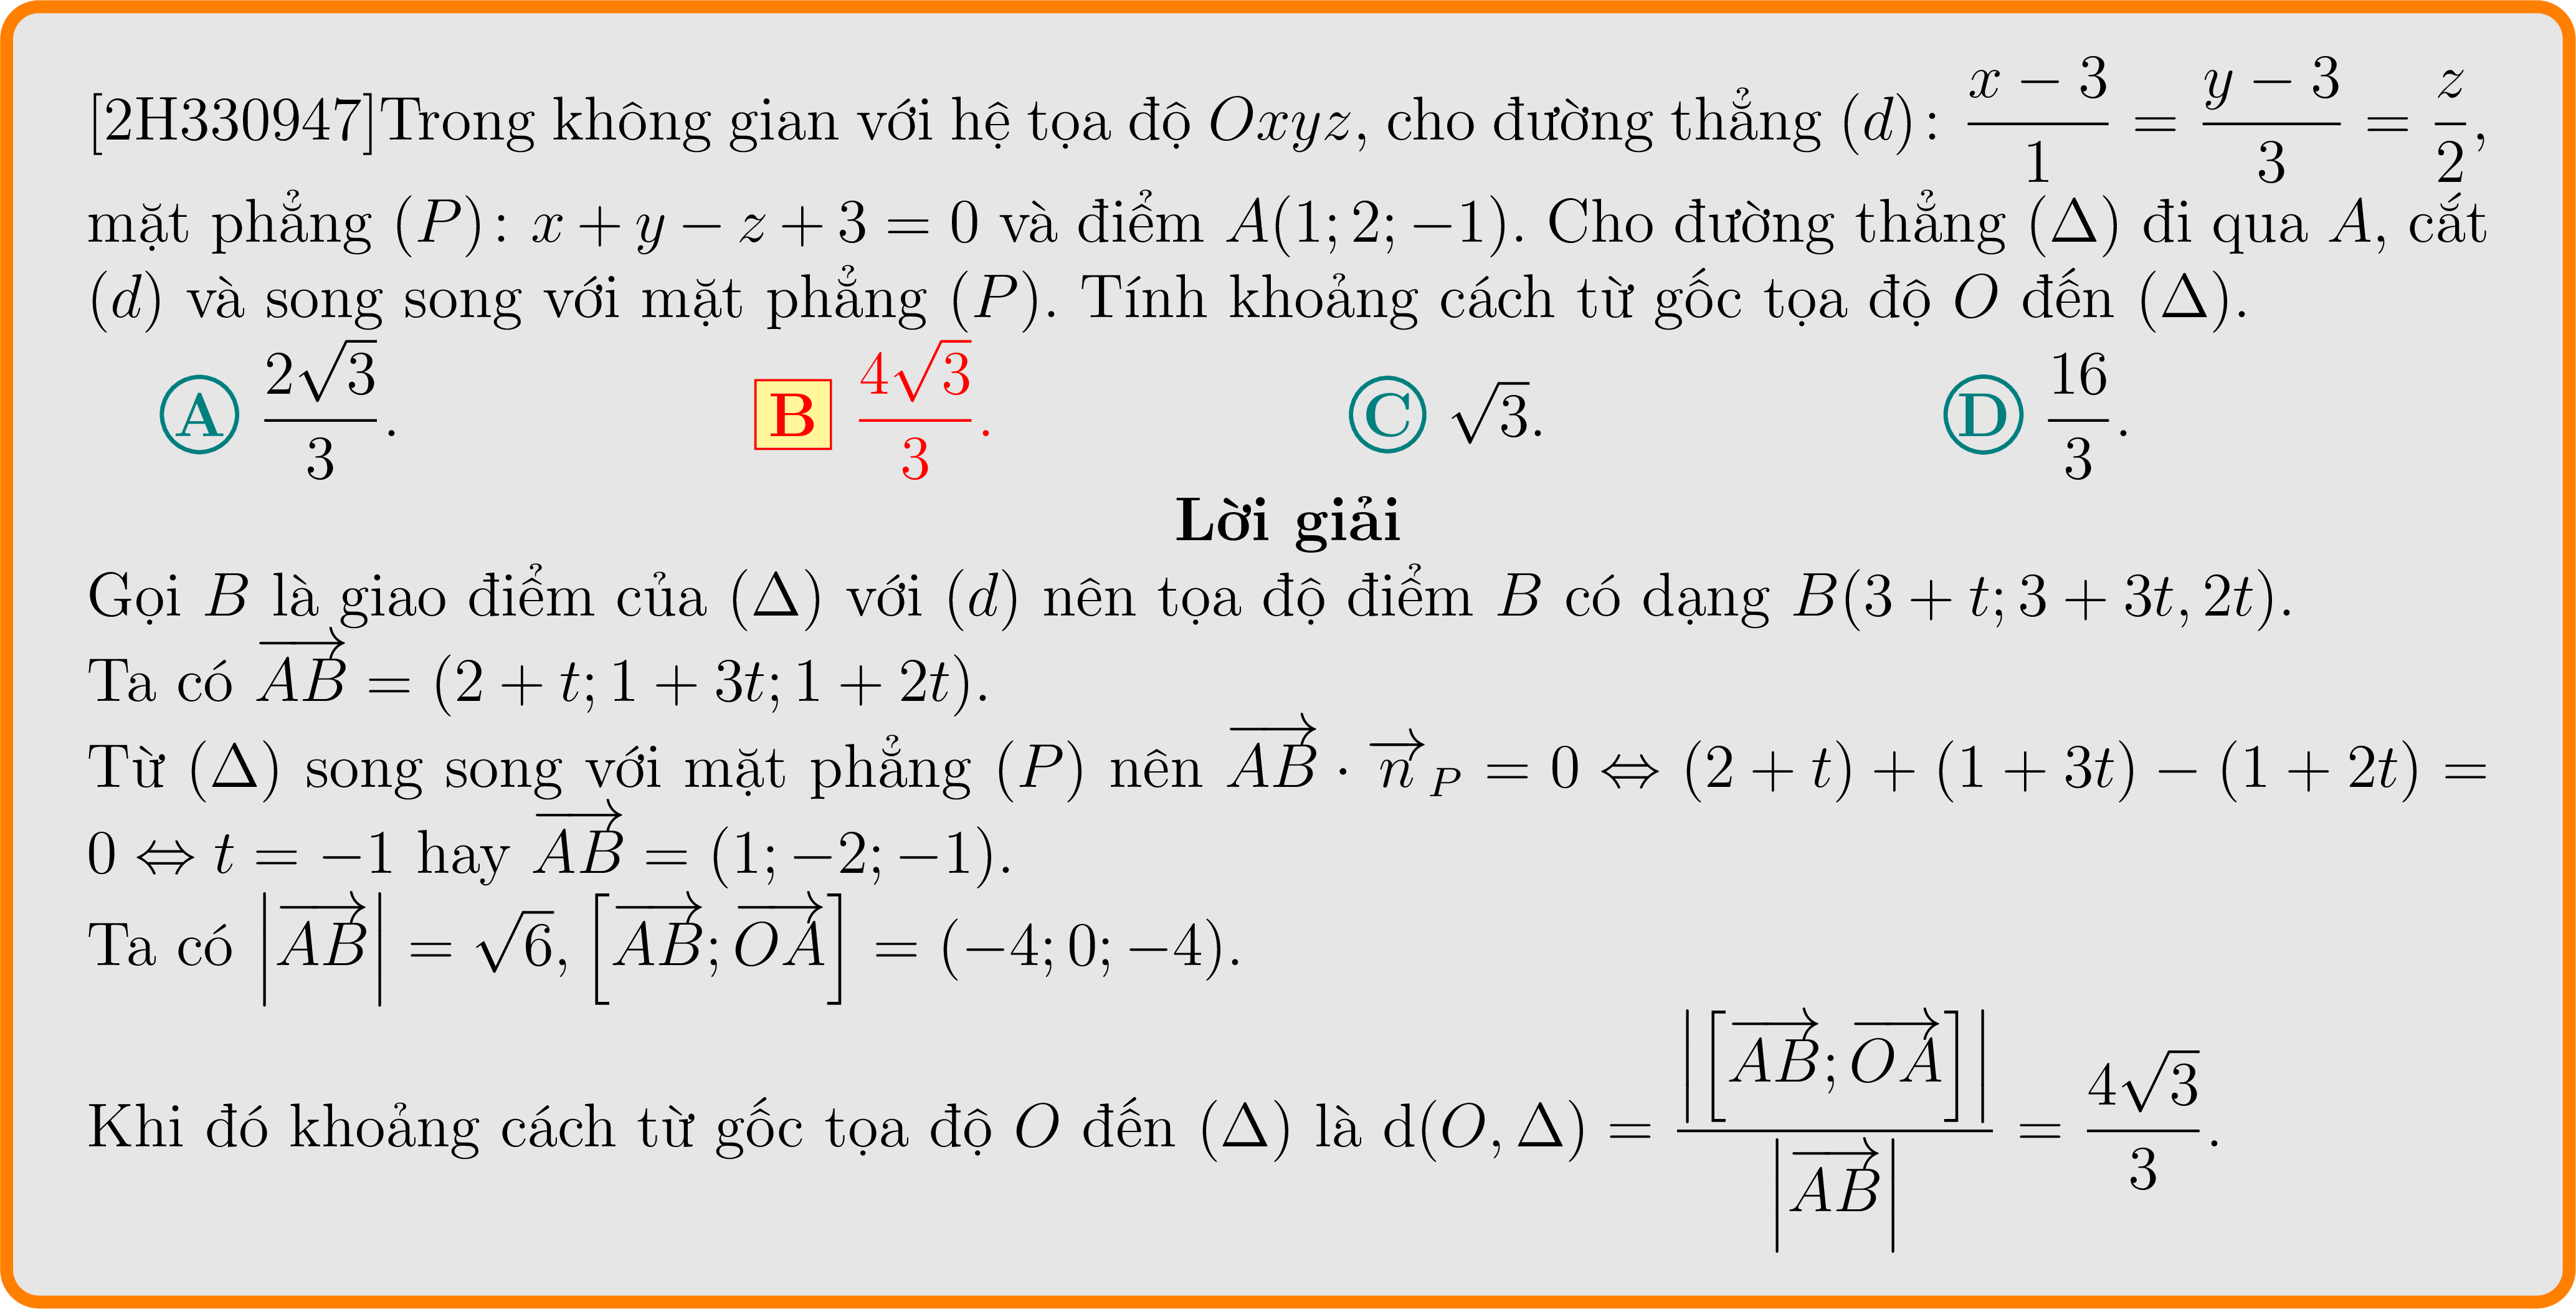 [2H330947]Trong không gian với hệ tọa độ $Oxyz$, cho đường thẳng $(d)\colon \dfrac{x-3}{1} = \dfrac{y-3}{3} = \dfrac{z}{2}$,
mặt phẳng $(P)\colon x+y-z+3=0$ và điểm $A(1;2;-1)$. Cho đường thẳng $(\Delta)$ đi qua $A$, cắt
$(d)$ và song song với mặt phẳng $(P)$. Tính khoảng cách từ gốc tọa độ $O$ đến $(\Delta)$.
A $\dfrac{2\sqrt{3}}{3}$. B $\dfrac{4\sqrt{3}}{3}$. C $\sqrt{3}$. D $\dfrac{16}{3}$.
Lời giải
Gọi $B$ là giao điểm của $(\Delta)$ với $(d)$ nên tọa độ điểm $B$ có dạng $B(3+t;3+3t,2t)$.
Ta có $\overrightarrow{AB} = (2+t;1+3t;1+2t)$.
Từ $(\Delta)$ song song với mặt phẳng $(P)$ nên $\overrightarrow{AB} \cdot \overrightarrow{n}_P = 0 \Leftrightarrow (2+t)+(1+3t)-(1+2t) =$
$0 \Leftrightarrow t = -1$ hay $\overrightarrow{AB} = (1;-2;-1)$.
Ta có $\left|\overrightarrow{AB}\right| = \sqrt{6}$, $\left[\overrightarrow{AB};\overrightarrow{OA}\right] = (-4;0;-4)$.
Khi đó khoảng cách từ gốc tọa độ $O$ đến $(\Delta)$ là $\mathrm{d}(O,\Delta) = \dfrac{\left|\left[\overrightarrow{AB};\overrightarrow{OA}\right]\right|}{\left|\overrightarrow{AB}\right|} = \dfrac{4\sqrt{3}}{3}$.